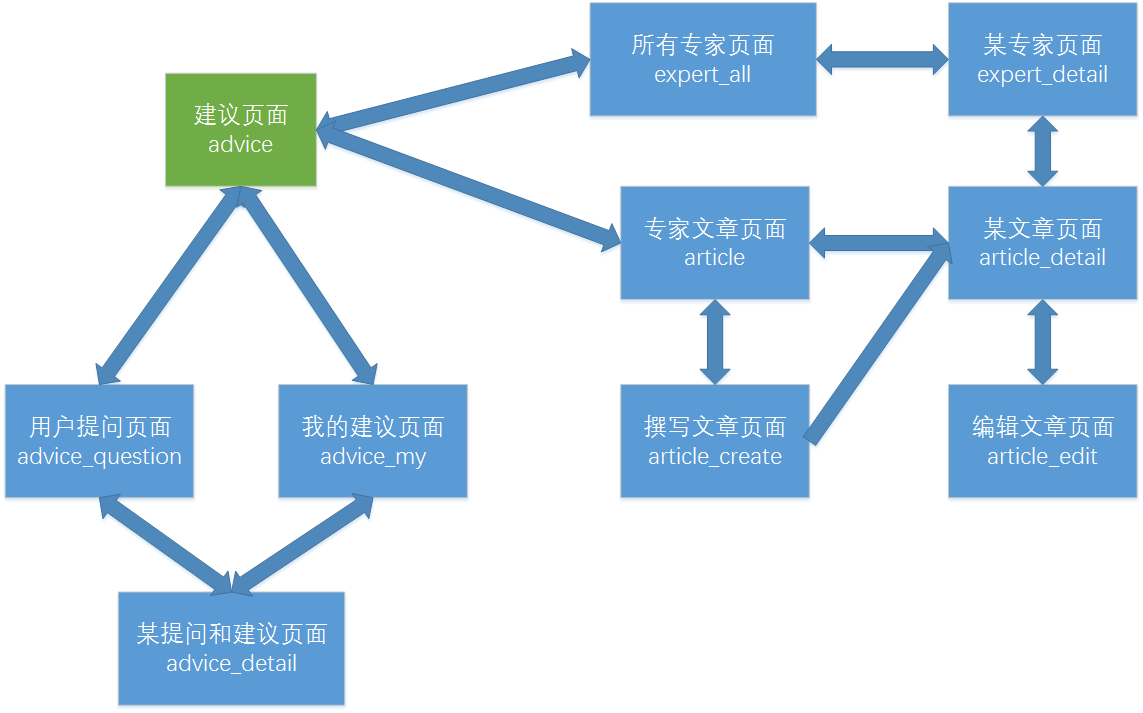 所有专家页面
expert_all
某专家页面
expert_detail
建议页面
advice
专家文章页面
article
某文章页面
article_detail
用户提问页面
advice_question
我的建议页面
advice_my
撰写文章页面
article_create
编辑文章页面
article_edit
某提问和建议页面
advice_detail